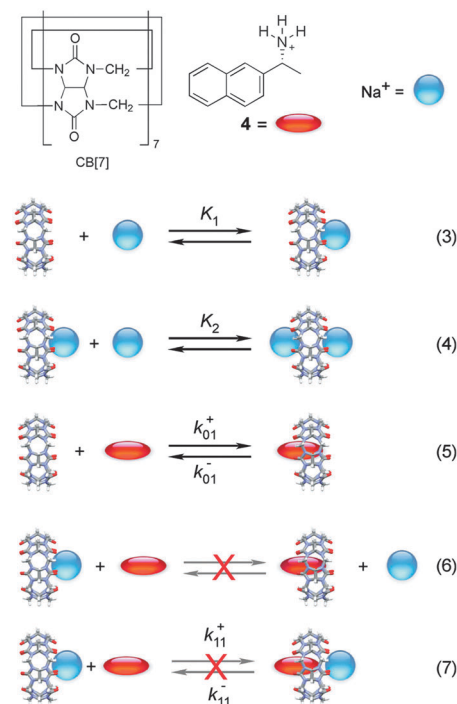 O
N N CH₂
N N CH₂
O
7
CB[7]
H
H N H
+
4 =
Na⁺ =
+ K₁ (3)
+ K₂ (4)
+ k₀₁⁺ k₀₁⁻ (5)
+ X + (6)
+ k₁₁⁺ X k₁₁⁻ (7)